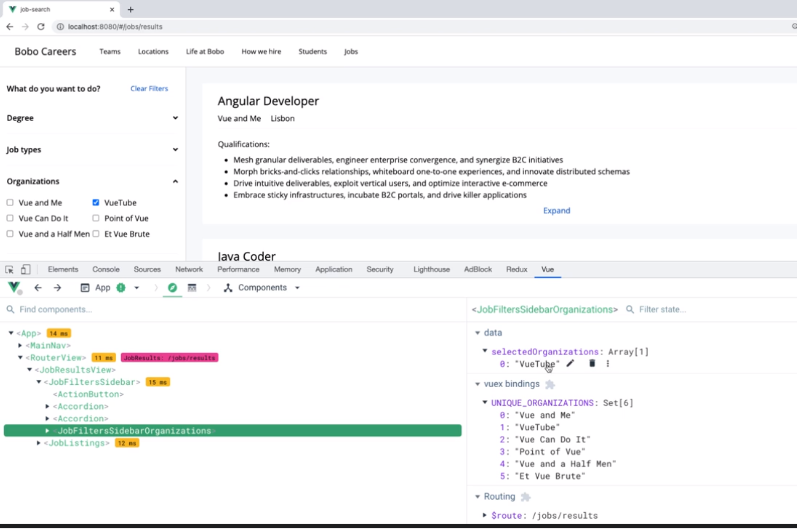 job-search
localhost:8080/#/jobs/results
Bobo Careers Teams Locations Life at Bobo How we hire Students Jobs
What do you want to do? Clear Filters
Degree
Job types
Organizations
Vue and Me VueTube
Vue Can Do It Point of Vue
Vue and a Half Men Et Vue Brute
Angular Developer
Vue and Me Lisbon
Qualifications:
Mesh granular deliverables, engineer enterprise convergence, and synergize B2C initiatives
Morph bricks-and-clicks relationships, whiteboard one-to-one experiences, and innovate distributed schemas
Drive intuitive deliverables, exploit vertical users, and optimize interactive e-commerce
Embrace sticky infrastructures, incubate B2C portals, and drive killer applications
Expand
Java Coder
Elements Console Sources Network Performance Memory Application Security Lighthouse AdBlock Redux Vue
App Components
Find components...
<App> 14 ms
<MainNav>
<RouterView> 11 ms JobResults: /jobs/results
<JobResultsView>
<JobFiltersSidebar> 15 ms
<ActionButton>
<Accordion>
<Accordion>
<JobFiltersSidebarOrganizations>
<JobListings> 12 ms
<JobFiltersSidebarOrganizations> Filter state...
data
selectedOrganizations: Array[1]
0: "VueTube"
vuex bindings
UNIQUE_ORGANIZATIONS: Set[6]
0: "Vue and Me"
1: "VueTube"
2: "Vue Can Do It"
3: "Point of Vue"
4: "Vue and a Half Men"
5: "Et Vue Brute"
Routing
$route: /jobs/results